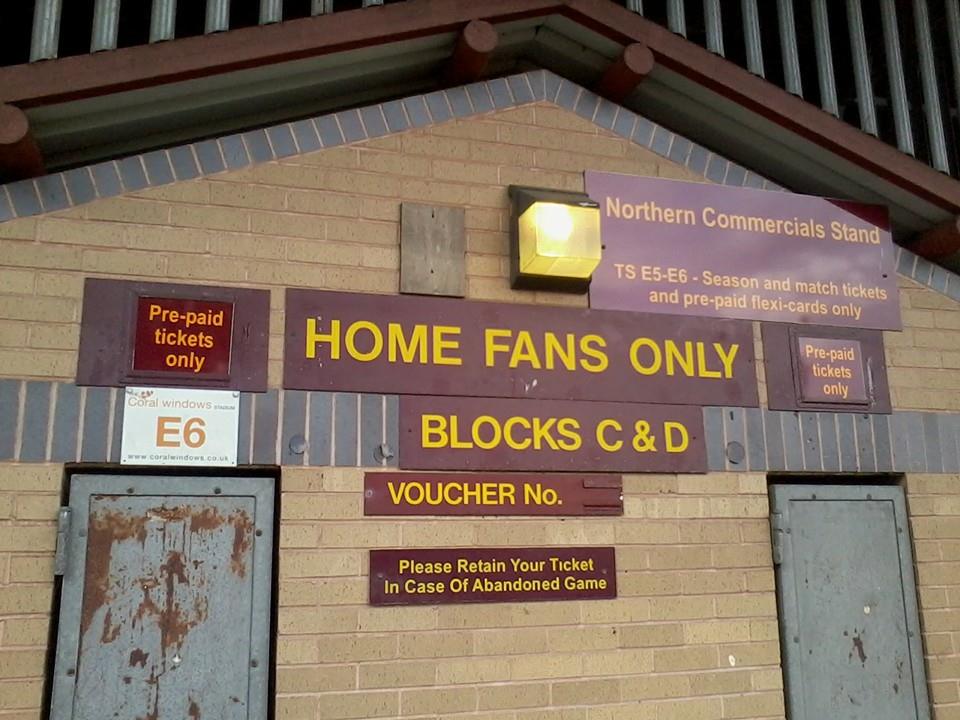 Northern Commercials Stand
TS E5-E6 - Season and match tickets
and pre-paid flexi-cards only
Pre-paid
tickets
only
HOME FANS ONLY
Pre-paid
tickets
only
Coral windows STADIUM
E6
www.coralwindows.co.uk
BLOCKS C & D
VOUCHER No.
Please Retain Your Ticket
In Case Of Abandoned Game